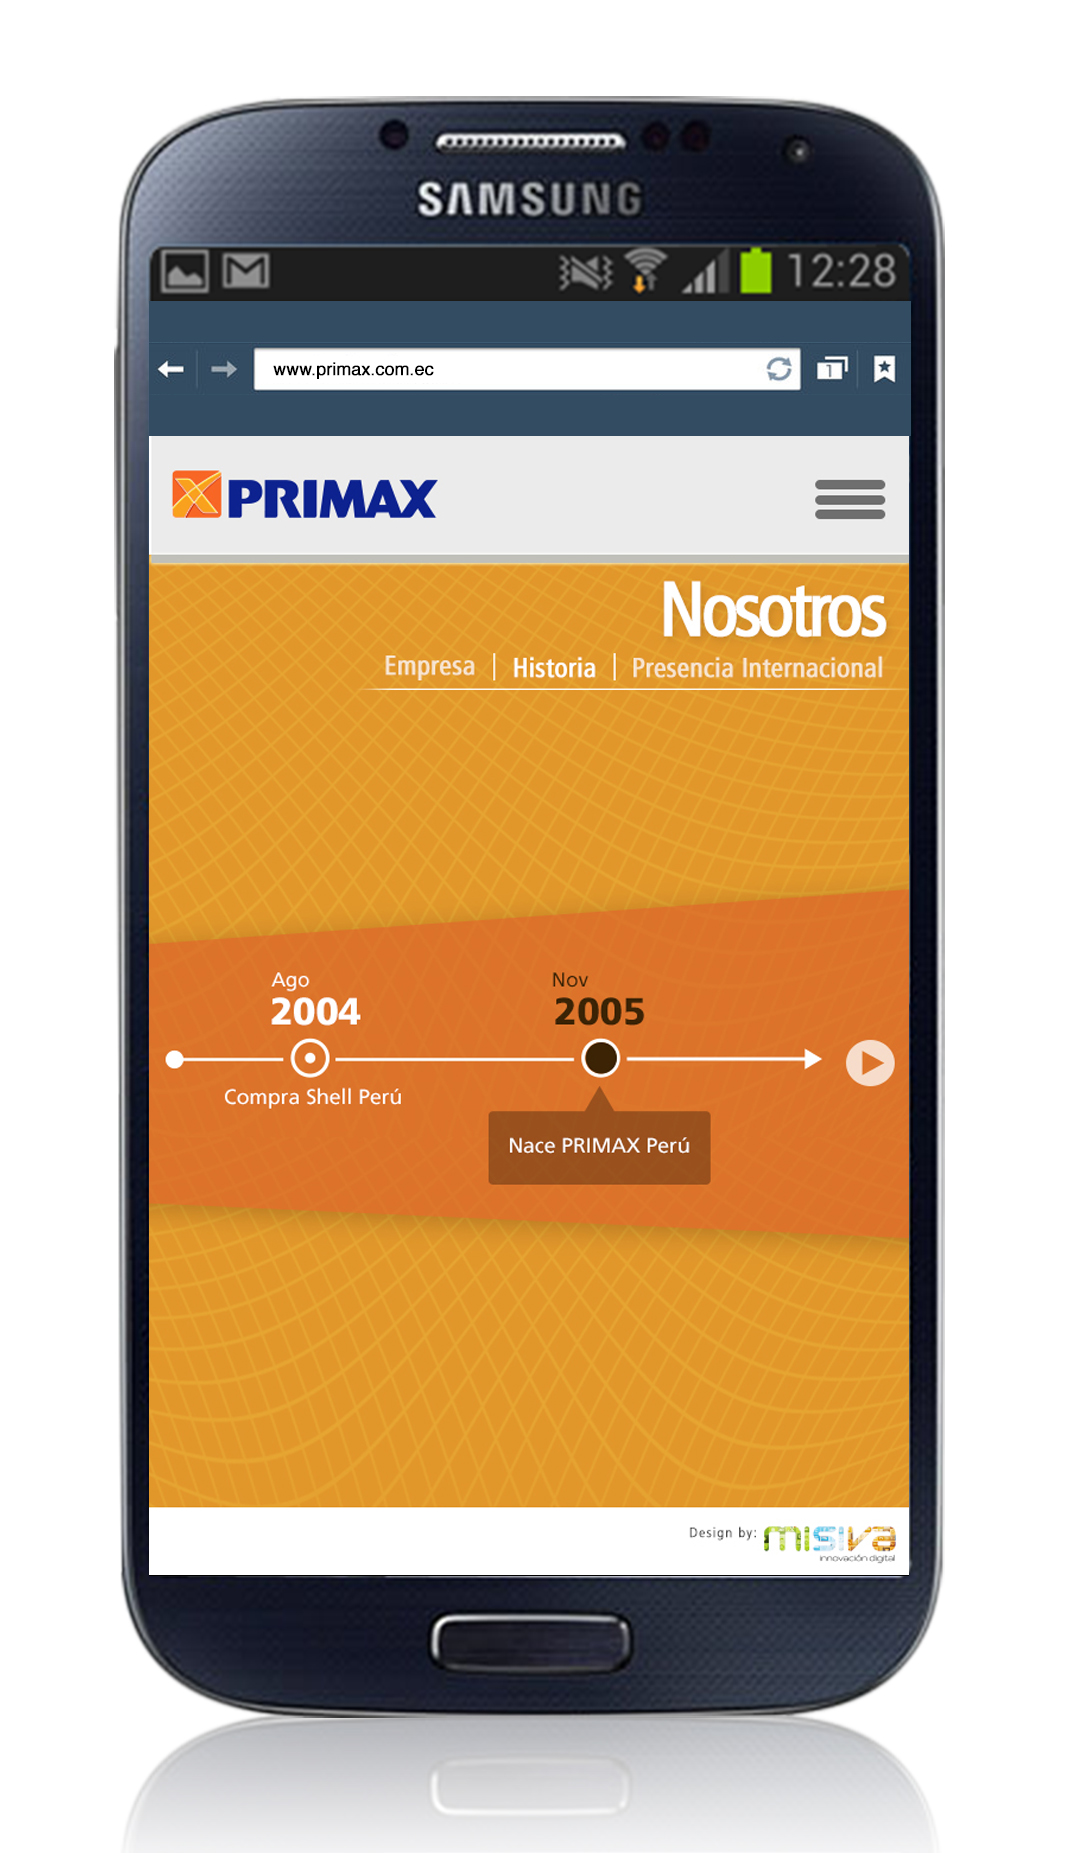 SAMSUNG
12:28
www.primax.com.ec
1
PRIMAX
Nosotros
Empresa | Historia | Presencia Internacional
Ago
2004
Compra Shell Perú
Nov
2005
Nace PRIMAX Perú
Design by: misiva
innovación digital